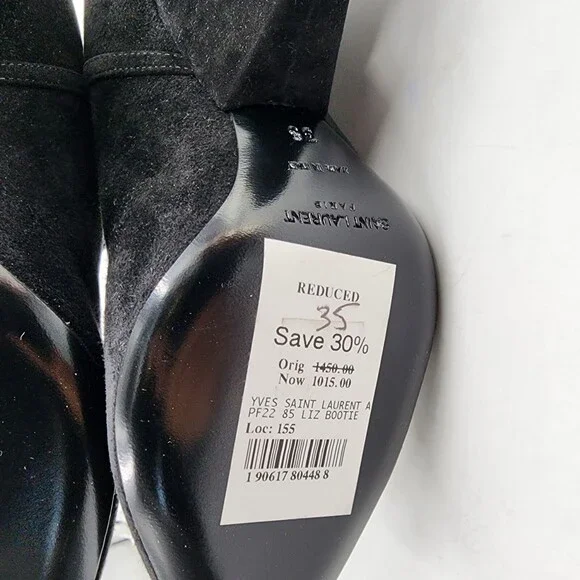 SAINT LAURENT
PARIS
REDUCED
35
Save 30%
Orig 1450.00
Now 1015.00
YVES SAINT LAURENT A
PF22 85 LIZ BOOTIE
Loc: 155
1 90617 80448 8